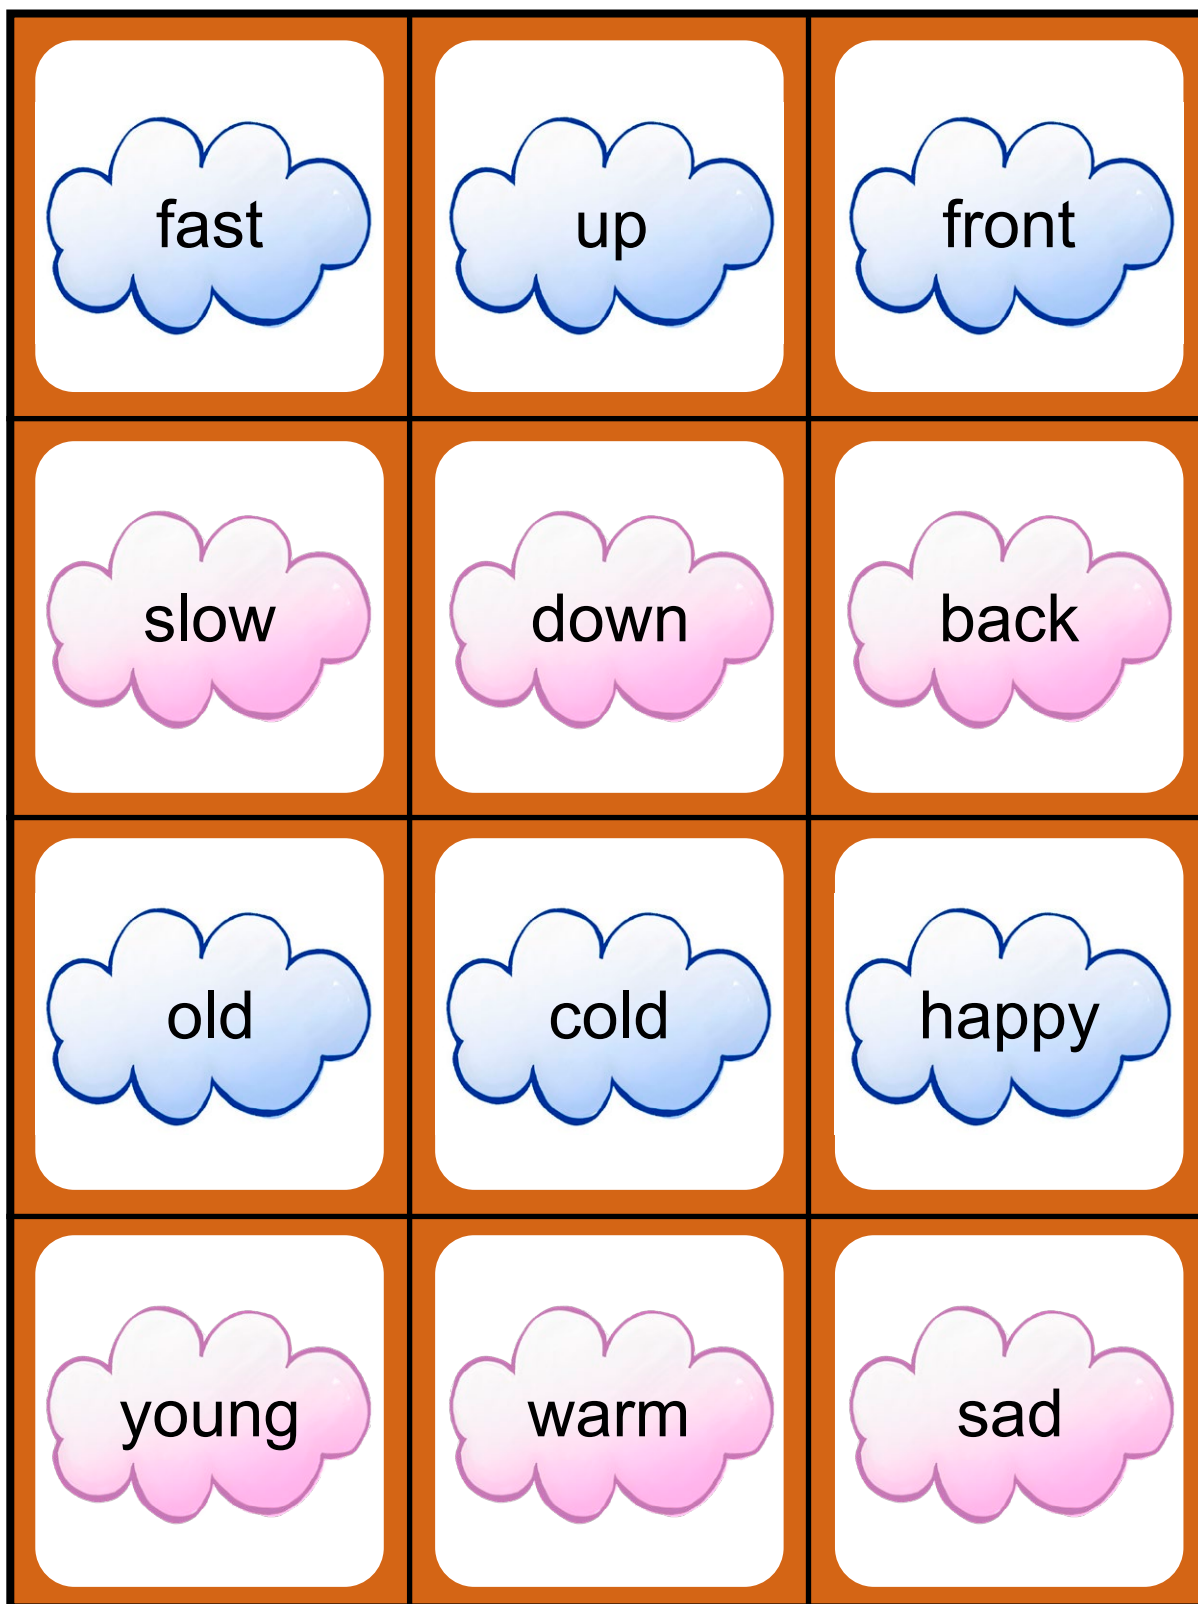 fast
up
front
slow
down
back
old
cold
happy
young
warm
sad